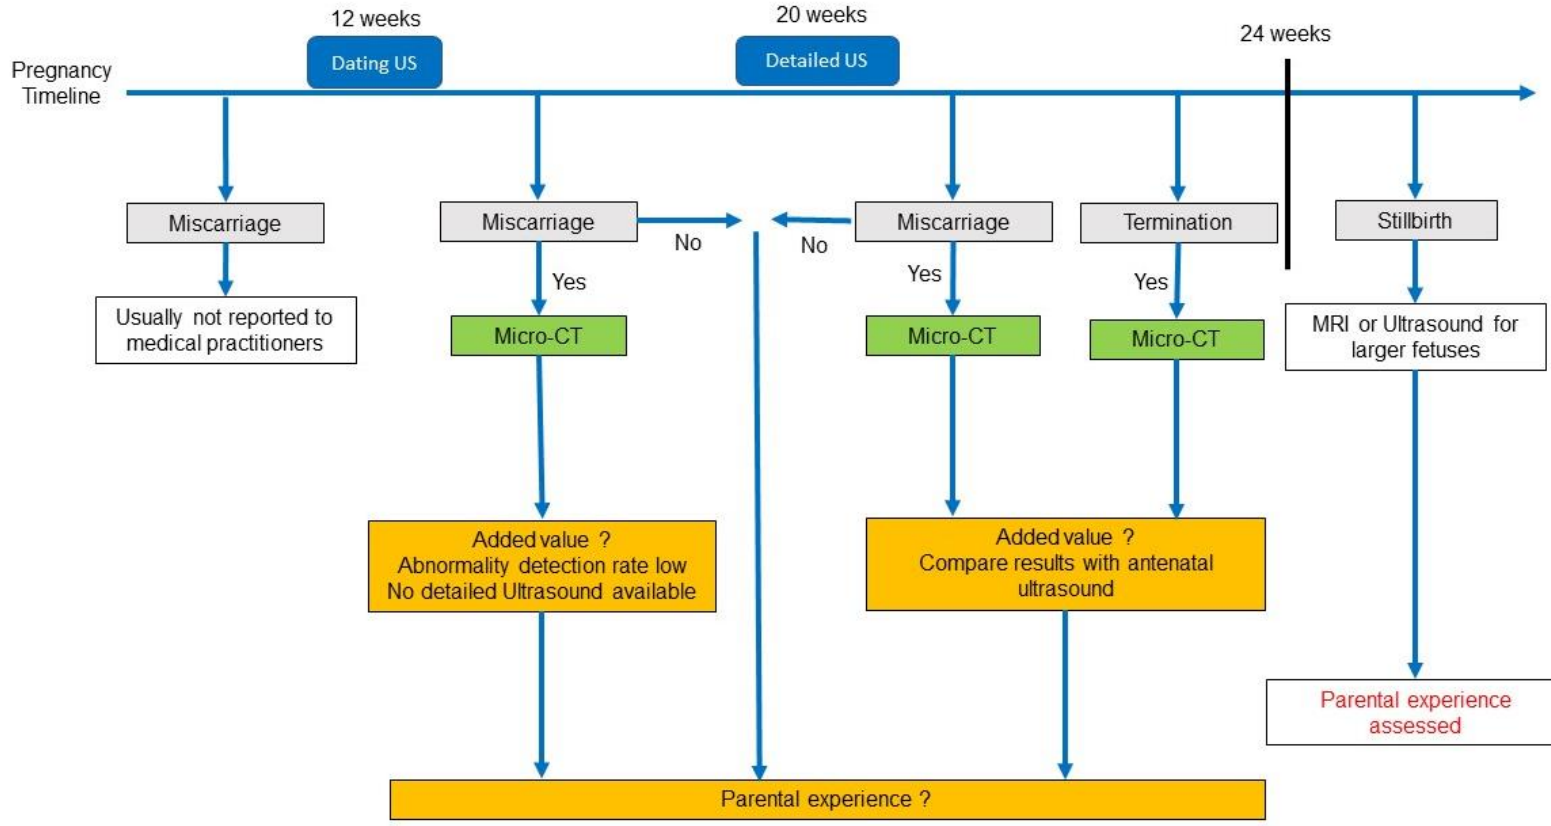 12 weeks
20 weeks
24 weeks
Dating US
Detailed US
Pregnancy
Timeline
Miscarriage
Miscarriage
No
No
Miscarriage
Termination
Stillbirth
Yes
Yes
Yes
Usually not reported to
medical practitioners
Micro-CT
Micro-CT
Micro-CT
MRI or Ultrasound for
larger fetuses
Added value ?
Abnormality detection rate low
No detailed Ultrasound available
Added value ?
Compare results with antenatal
ultrasound
Parental experience
assessed
Parental experience ?